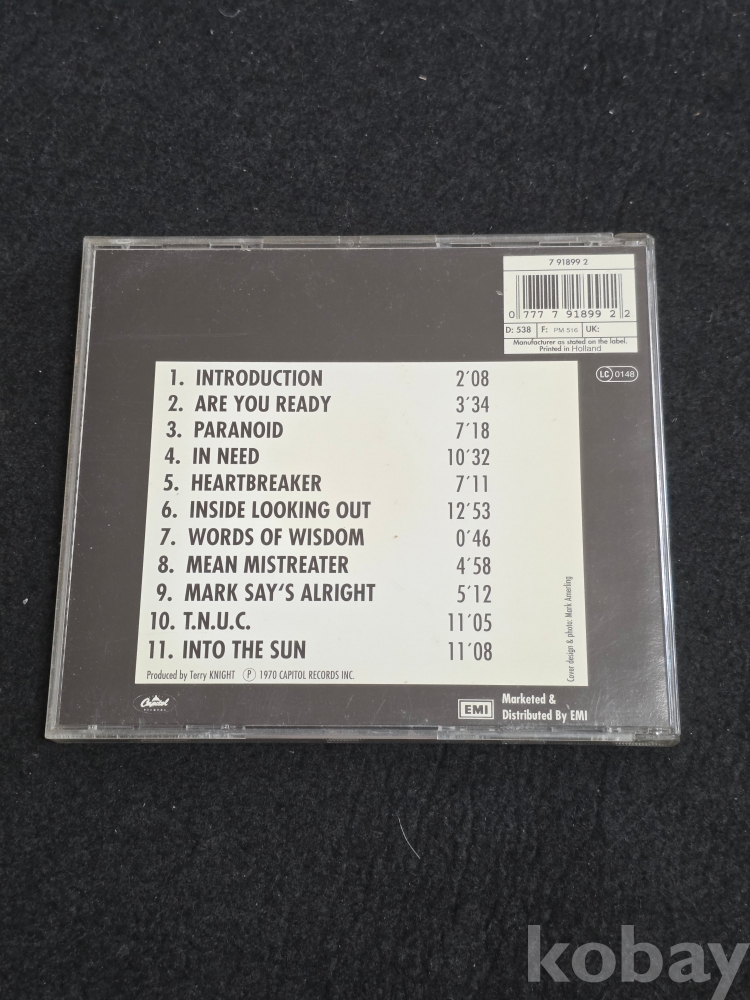 7 91899 2
0 777 7 91899 2 2
D: 538 F: PM 516 UK:
Manufacturer as stated on the label.
Printed in Holland
LC 0148
1. INTRODUCTION 2´08
2. ARE YOU READY 3´34
3. PARANOID 7´18
4. IN NEED 10´32
5. HEARTBREAKER 7´11
6. INSIDE LOOKING OUT 12´53
7. WORDS OF WISDOM 0´46
8. MEAN MISTREATER 4´58
9. MARK SAY'S ALRIGHT 5´12
10. T.N.U.C. 11´05
11. INTO THE SUN 11´08
Produced by Terry KNIGHT Ⓟ 1970 CAPITOL RECORDS INC.
Cover design & photo: Mark Amerling
Capitol
EMI
Marketed &
Distributed By EMI
kobay